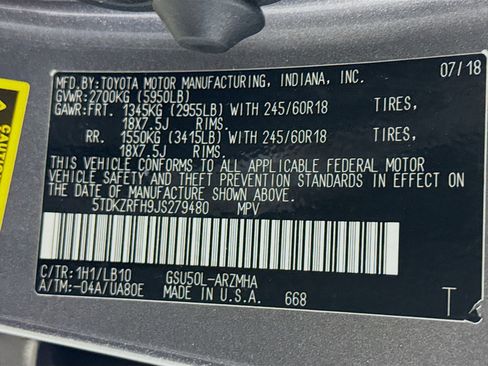 MFD.BY:TOYOTA MOTOR MANUFACTURING, INDIANA, INC. 07/18
GVWR:2700KG (5950LB)
GAWR:FRT. 1345KG (2955LB) WITH 245/60R18 TIRES,
18X7.5J RIMS.
RR. 1550KG (3415LB) WITH 245/60R18 TIRES,
18X7.5J RIMS.
THIS VEHICLE CONFORMS TO ALL APPLICABLE FEDERAL MOTOR
VEHICLE SAFETY AND THEFT PREVENTION STANDARDS IN EFFECT ON
THE DATE OF MANUFACTURE SHOWN ABOVE.
5TDKZRFH9JS279480 MPV
C/TR:1H1/LB10 GSU50L-ARZMHA
A/TM:-04A/UA80E MADE IN U.S.A. 668 T
CAUTION